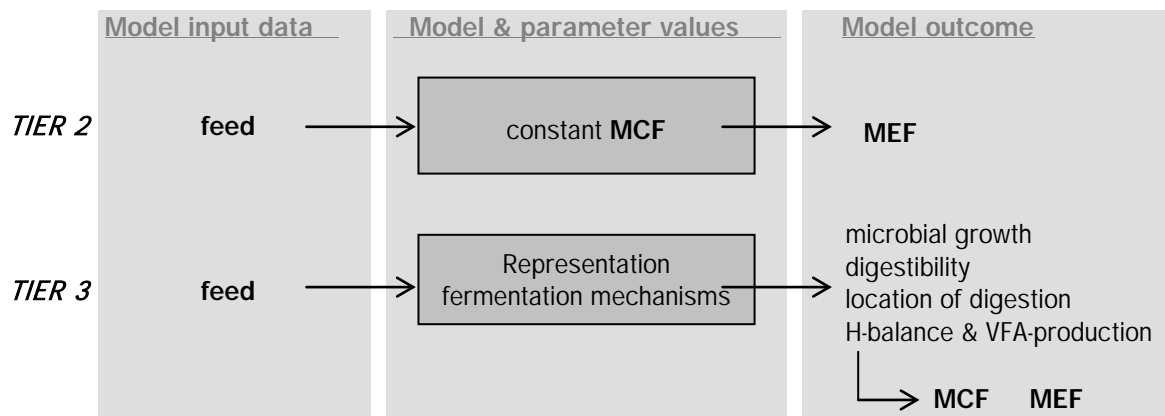 Model input data
Model & parameter values
Model outcome
TIER 2
feed
constant MCF
MEF
TIER 3
feed
Representation
fermentation mechanisms
microbial growth
digestibility
location of digestion
H-balance & VFA-production
MCF MEF